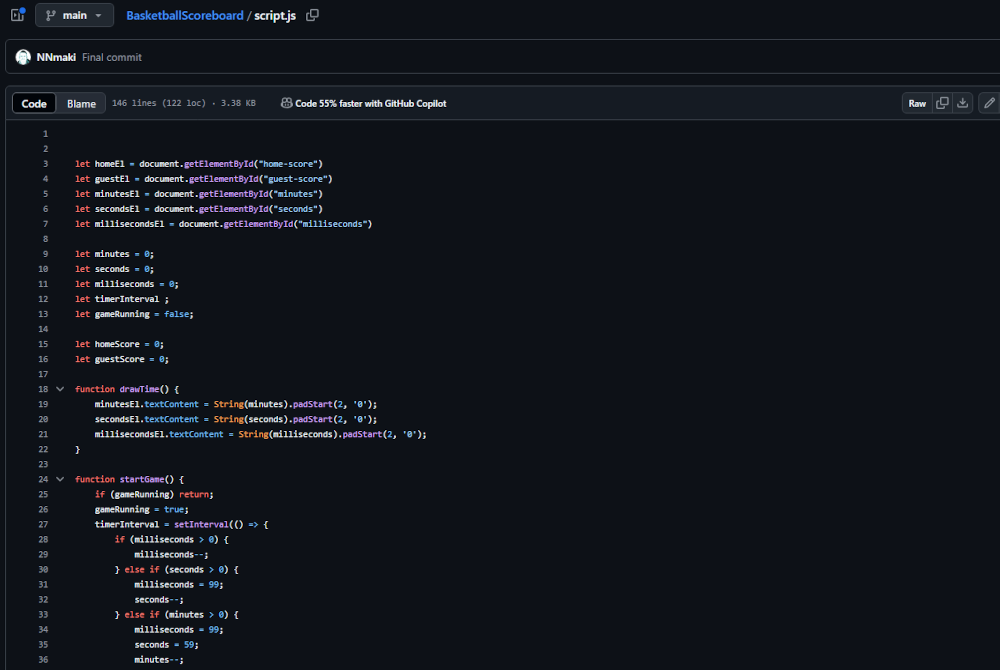 main
BasketballScoreboard / script.js
NNmaki Final commit
Code Blame 146 lines (122 loc) · 3.38 KB Code 55% faster with GitHub Copilot Raw
1
2
3 let homeEl = document.getElementById("home-score")
4 let guestEl = document.getElementById("guest-score")
5 let minutesEl = document.getElementById("minutes")
6 let secondsEl = document.getElementById("seconds")
7 let millisecondsEl = document.getElementById("milliseconds")
8
9 let minutes = 0;
10 let seconds = 0;
11 let milliseconds = 0;
12 let timerInterval ;
13 let gameRunning = false;
14
15 let homeScore = 0;
16 let guestScore = 0;
17
18 function drawTime() {
19     minutesEl.textContent = String(minutes).padStart(2, '0');
20     secondsEl.textContent = String(seconds).padStart(2, '0');
21     millisecondsEl.textContent = String(milliseconds).padStart(2, '0');
22 }
23
24 function startGame() {
25     if (gameRunning) return;
26     gameRunning = true;
27     timerInterval = setInterval(() => {
28         if (milliseconds > 0) {
29             milliseconds--;
30         } else if (seconds > 0) {
31             milliseconds = 99;
32             seconds--;
33         } else if (minutes > 0) {
34             milliseconds = 99;
35             seconds = 59;
36             minutes--;